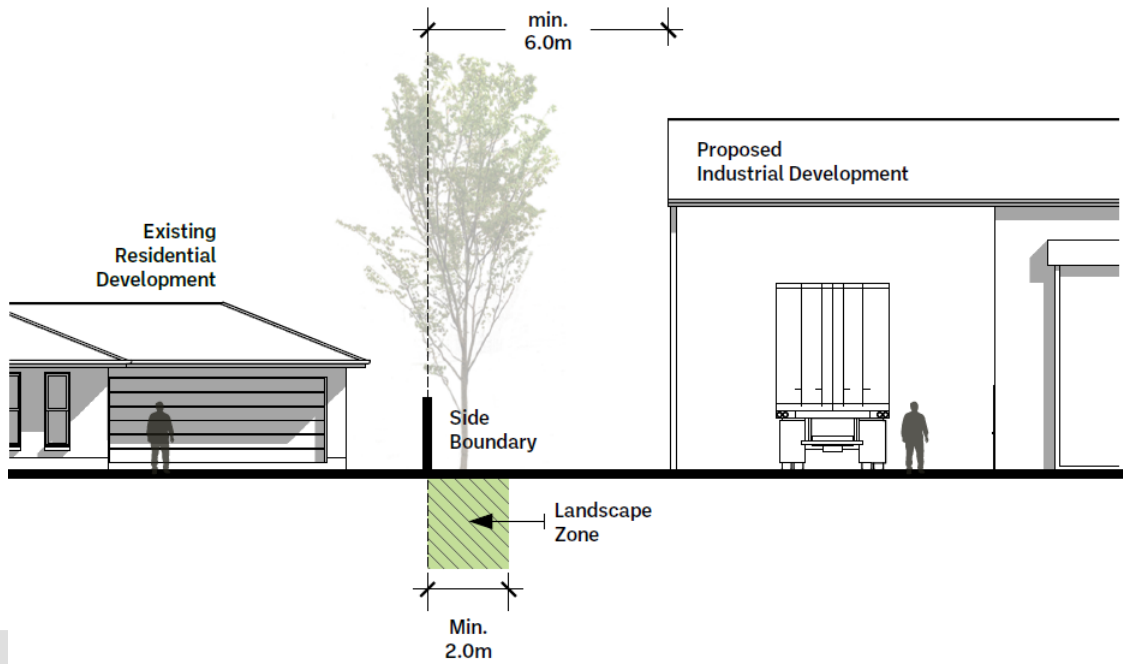 min.
6.0m
Proposed
Industrial Development
Existing
Residential
Development
Side
Boundary
Landscape
Zone
Min.
2.0m